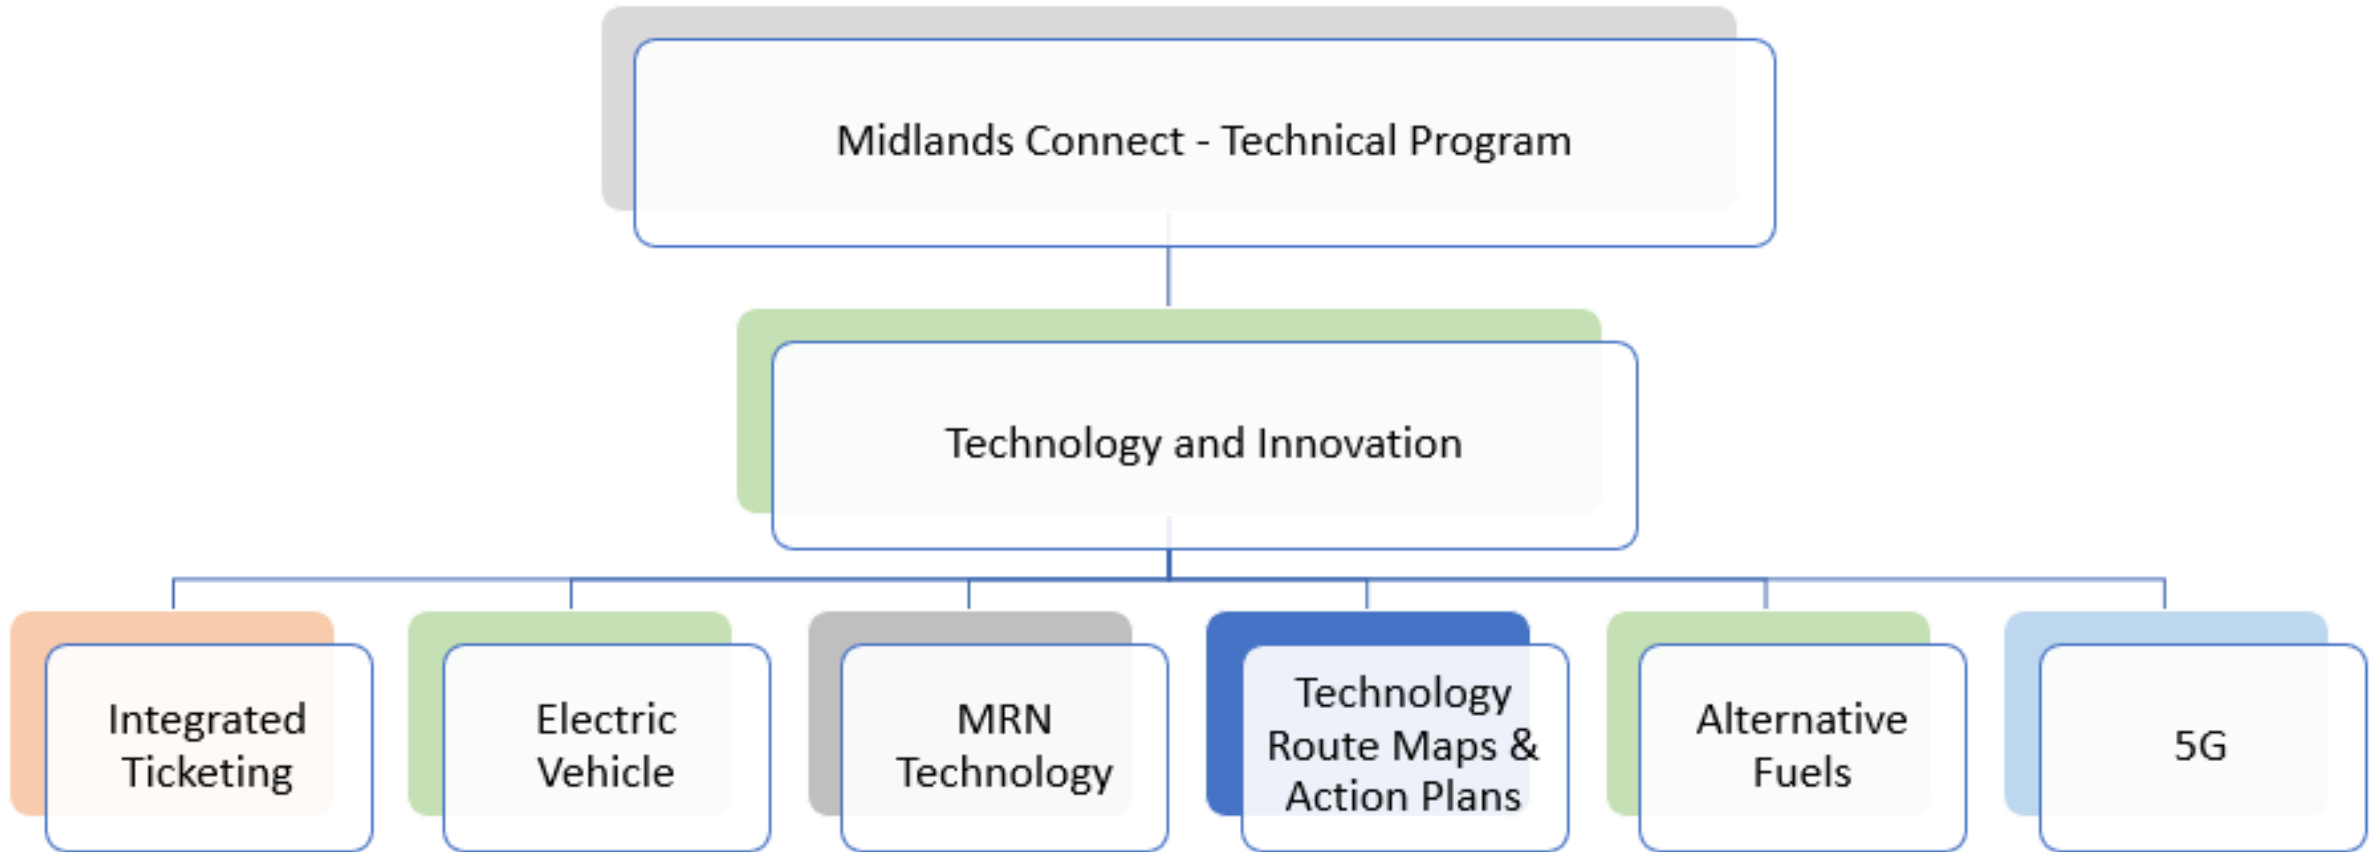 Midlands Connect - Technical Program
Technology and Innovation
Integrated
Ticketing
Electric
Vehicle
MRN
Technology
Technology
Route Maps &
Action Plans
Alternative
Fuels
5G